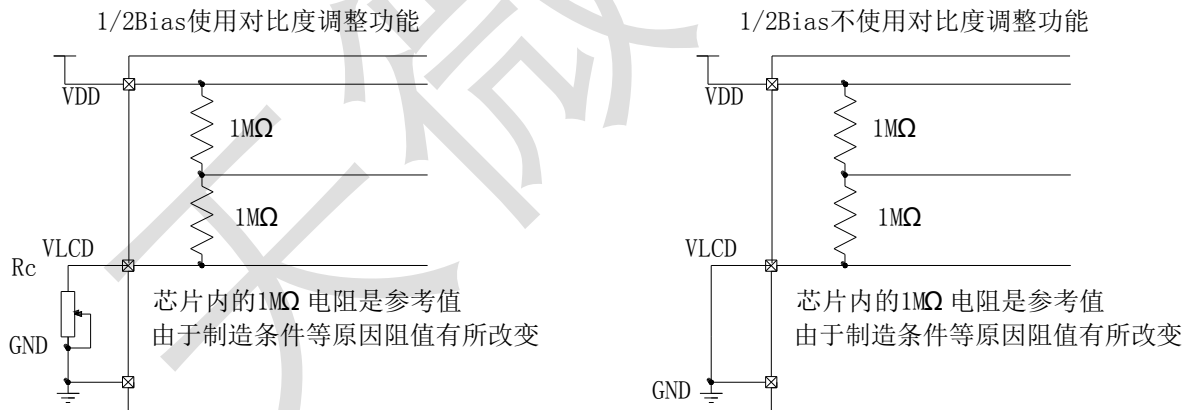 1/2Bias使用对比度调整功能
VDD
1MΩ
1MΩ
VLCD
Rc
芯片内的1MΩ 电阻是参考值
由于制造条件等原因阻值有所改变
GND
1/2Bias不使用对比度调整功能
VDD
1MΩ
1MΩ
VLCD
芯片内的1MΩ 电阻是参考值
由于制造条件等原因阻值有所改变
GND
天微